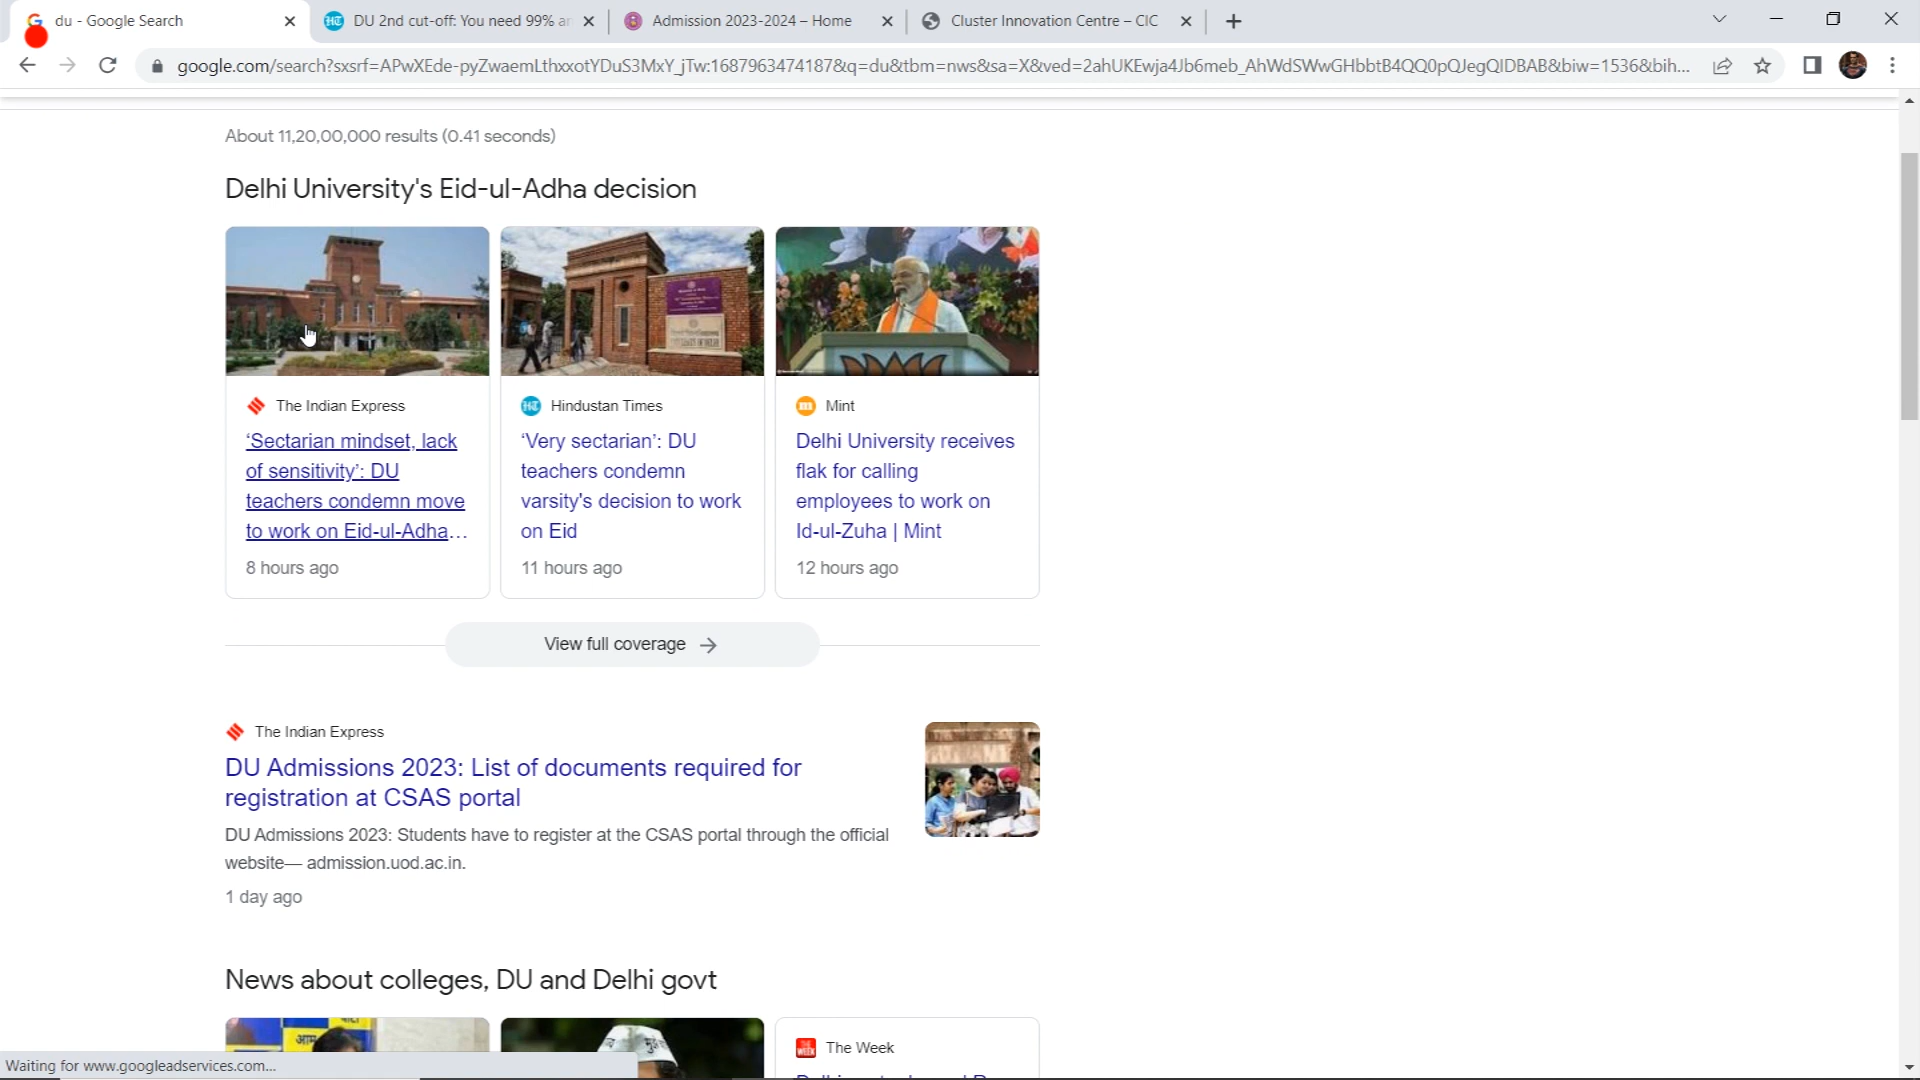 du - Google Search
DU 2nd cut-off: You need 99% a
Admission 2023-2024 – Home
Cluster Innovation Centre – CIC
google.com/search?sxsrf=APwXEde-pyZwaemLthxxotYDuS3MxY_jTw:1687963474187&q=du&tbm=nws&sa=X&ved=2ahUKEwja4Jb6meb_AhWdSWwGHbbtB4QQ0pQJegQIDBAB&biw=1536&bih...
About 11,20,00,000 results (0.41 seconds)
Delhi University's Eid-ul-Adha decision
The Indian Express
‘Sectarian mindset, lack
of sensitivity’: DU
teachers condemn move
to work on Eid-ul-Adha...
8 hours ago
HT Hindustan Times
‘Very sectarian’: DU
teachers condemn
varsity's decision to work
on Eid
11 hours ago
m Mint
Delhi University receives
flak for calling
employees to work on
Id-ul-Zuha | Mint
12 hours ago
View full coverage
The Indian Express
DU Admissions 2023: List of documents required for
registration at CSAS portal
DU Admissions 2023: Students have to register at the CSAS portal through the official
website— admission.uod.ac.in.
1 day ago
News about colleges, DU and Delhi govt
आम
THE WEEK The Week
Waiting for www.googleadservices.com...